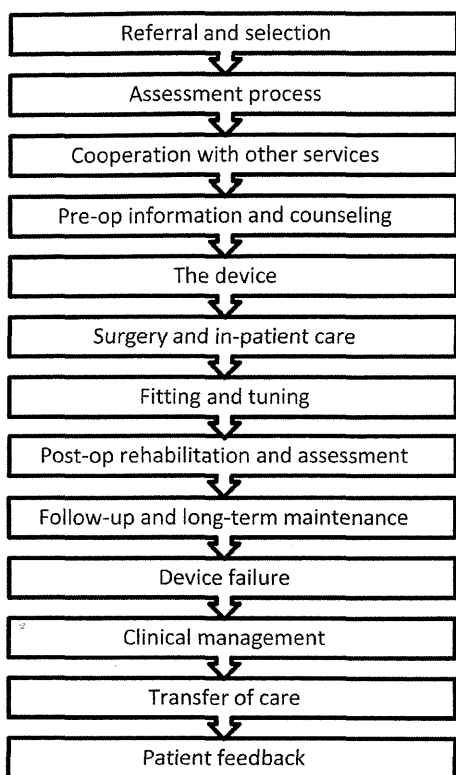 Referral and selection
Assessment process
Cooperation with other services
Pre-op information and counseling
The device
Surgery and in-patient care
Fitting and tuning
Post-op rehabilitation and assessment
Follow-up and long-term maintenance
Device failure
Clinical management
Transfer of care
Patient feedback